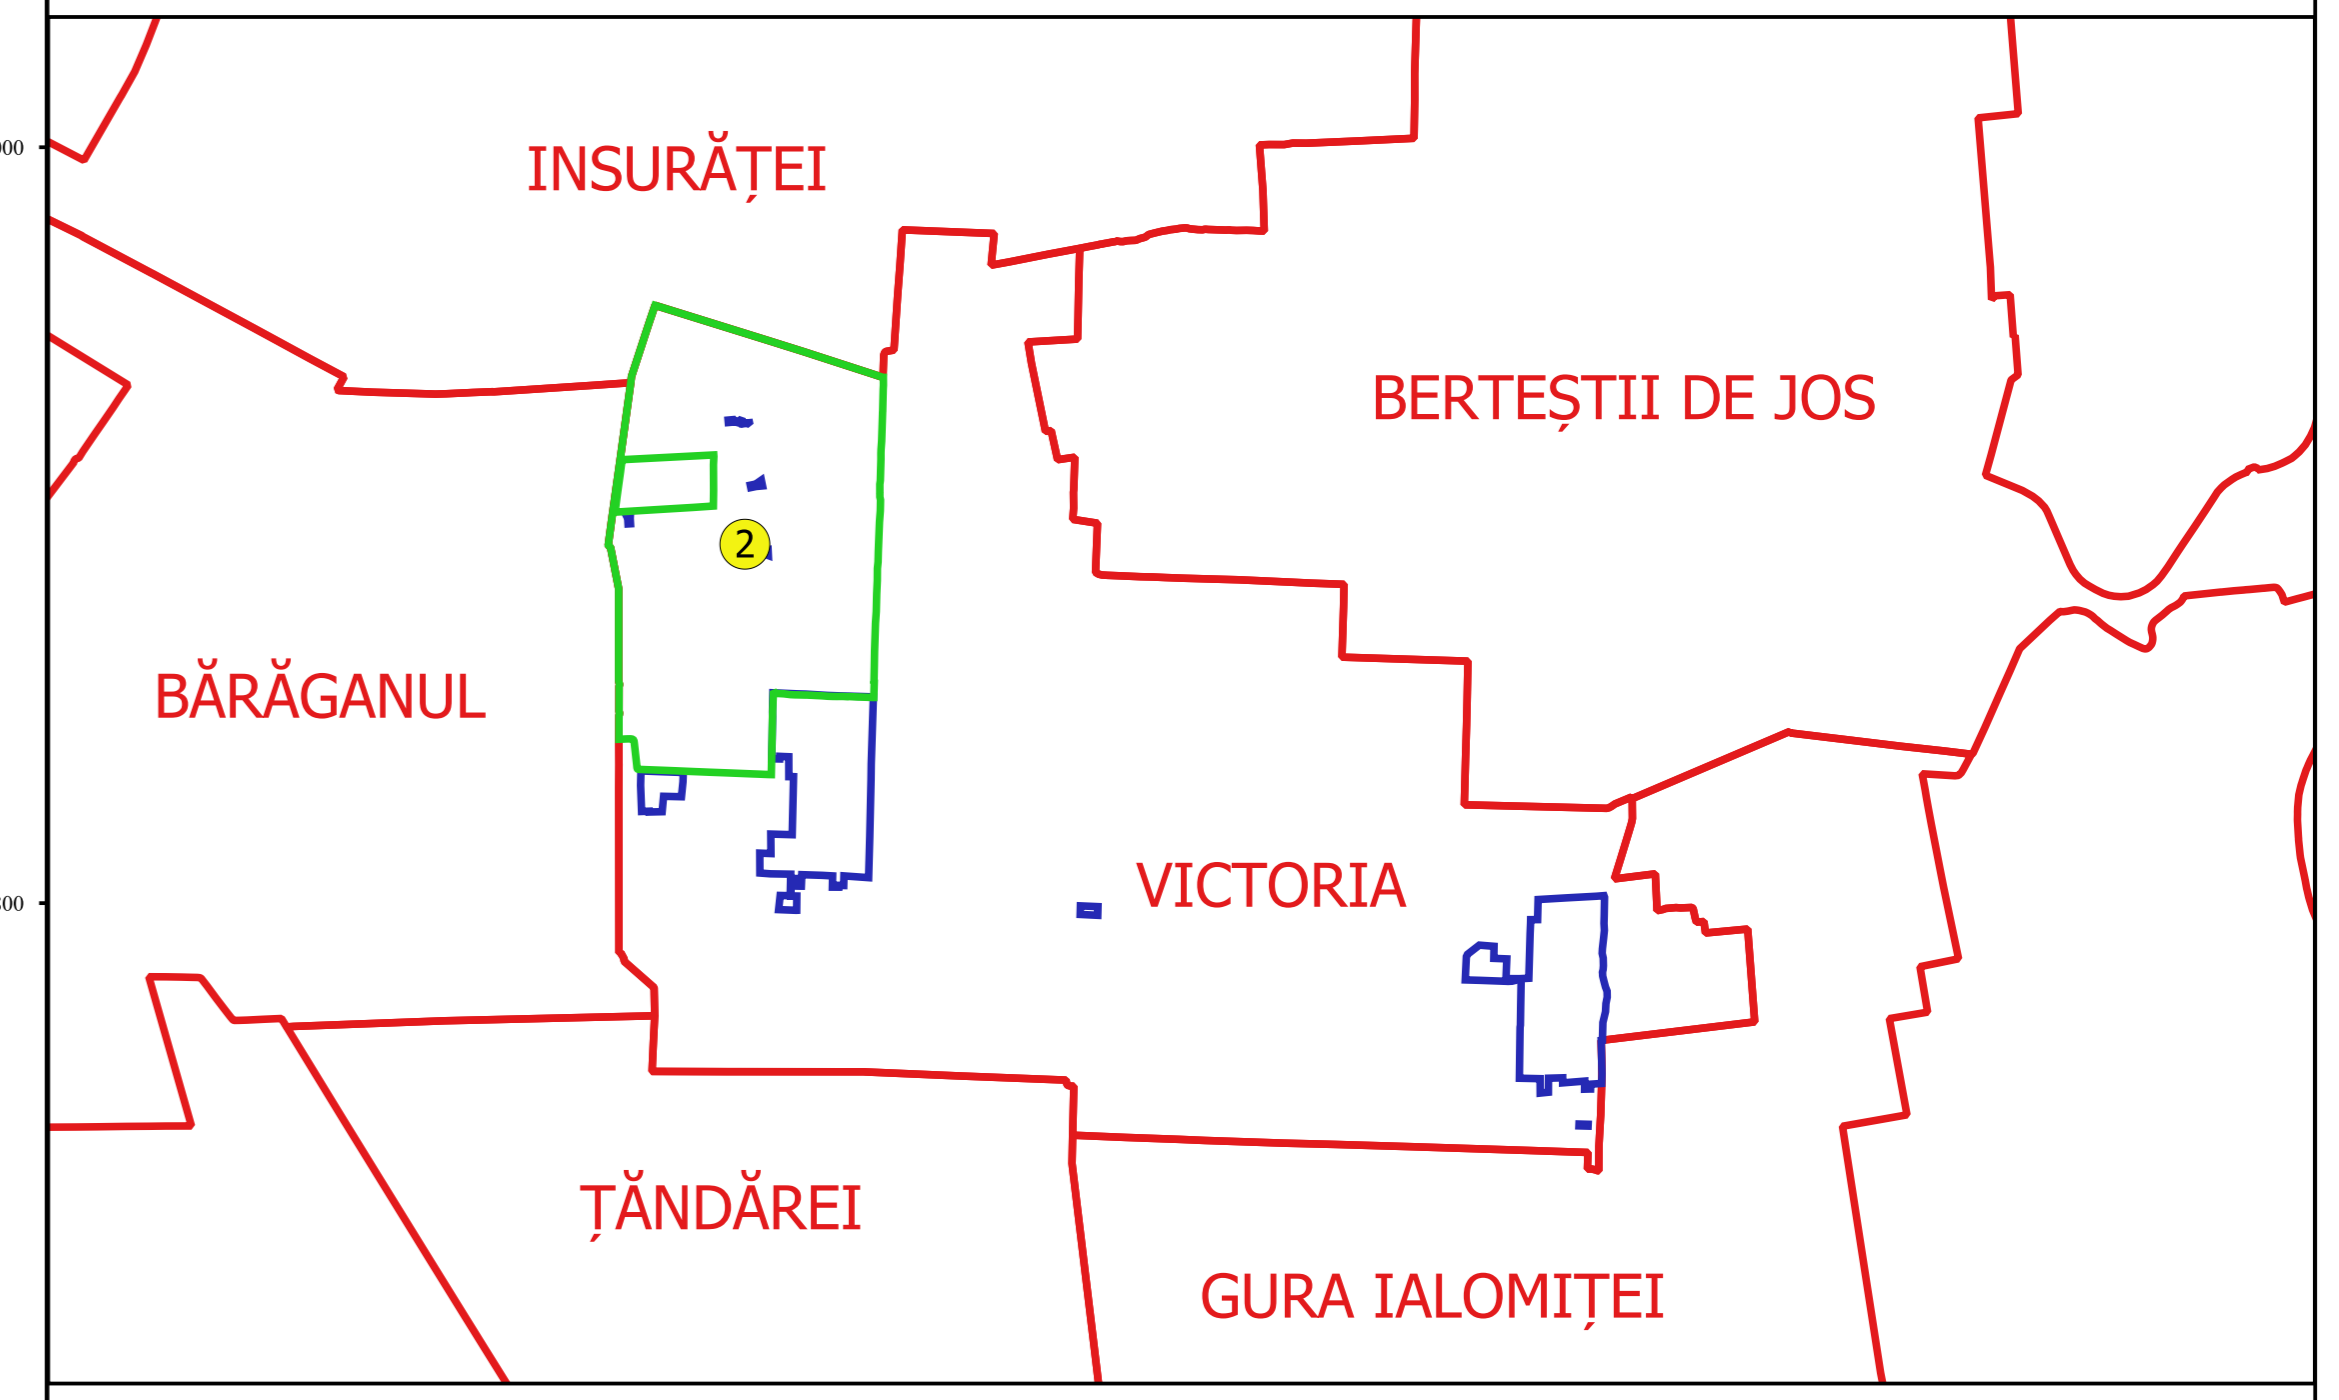 INSURĂȚEI
BERTEȘTII DE JOS
2
BĂRĂGANUL
VICTORIA
ȚĂNDĂREI
GURA IALOMIȚEI